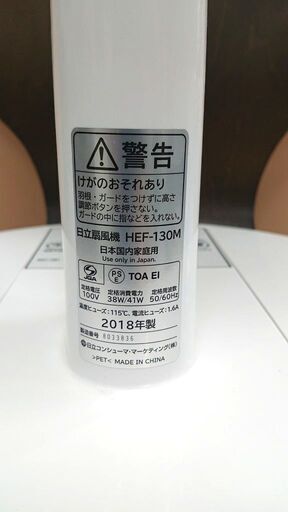 警告
けがのおそれあり
羽根・ガードをつけずに高さ
調節ボタンを押さない。
ガードの中に指などを入れない。
日立扇風機 HEF-130M
日本国内家庭用
Use only in Japan.
SGA PS E TOA EI
定格電圧 定格消費電力 定格周波数
100V 38W/41W 50/60Hz
温度ヒューズ:115℃、電流ヒューズ:1.6A
2018年製
製造番号 8033836
日立コンシューマ・マーケティング(株)
>PET< MADE IN CHINA